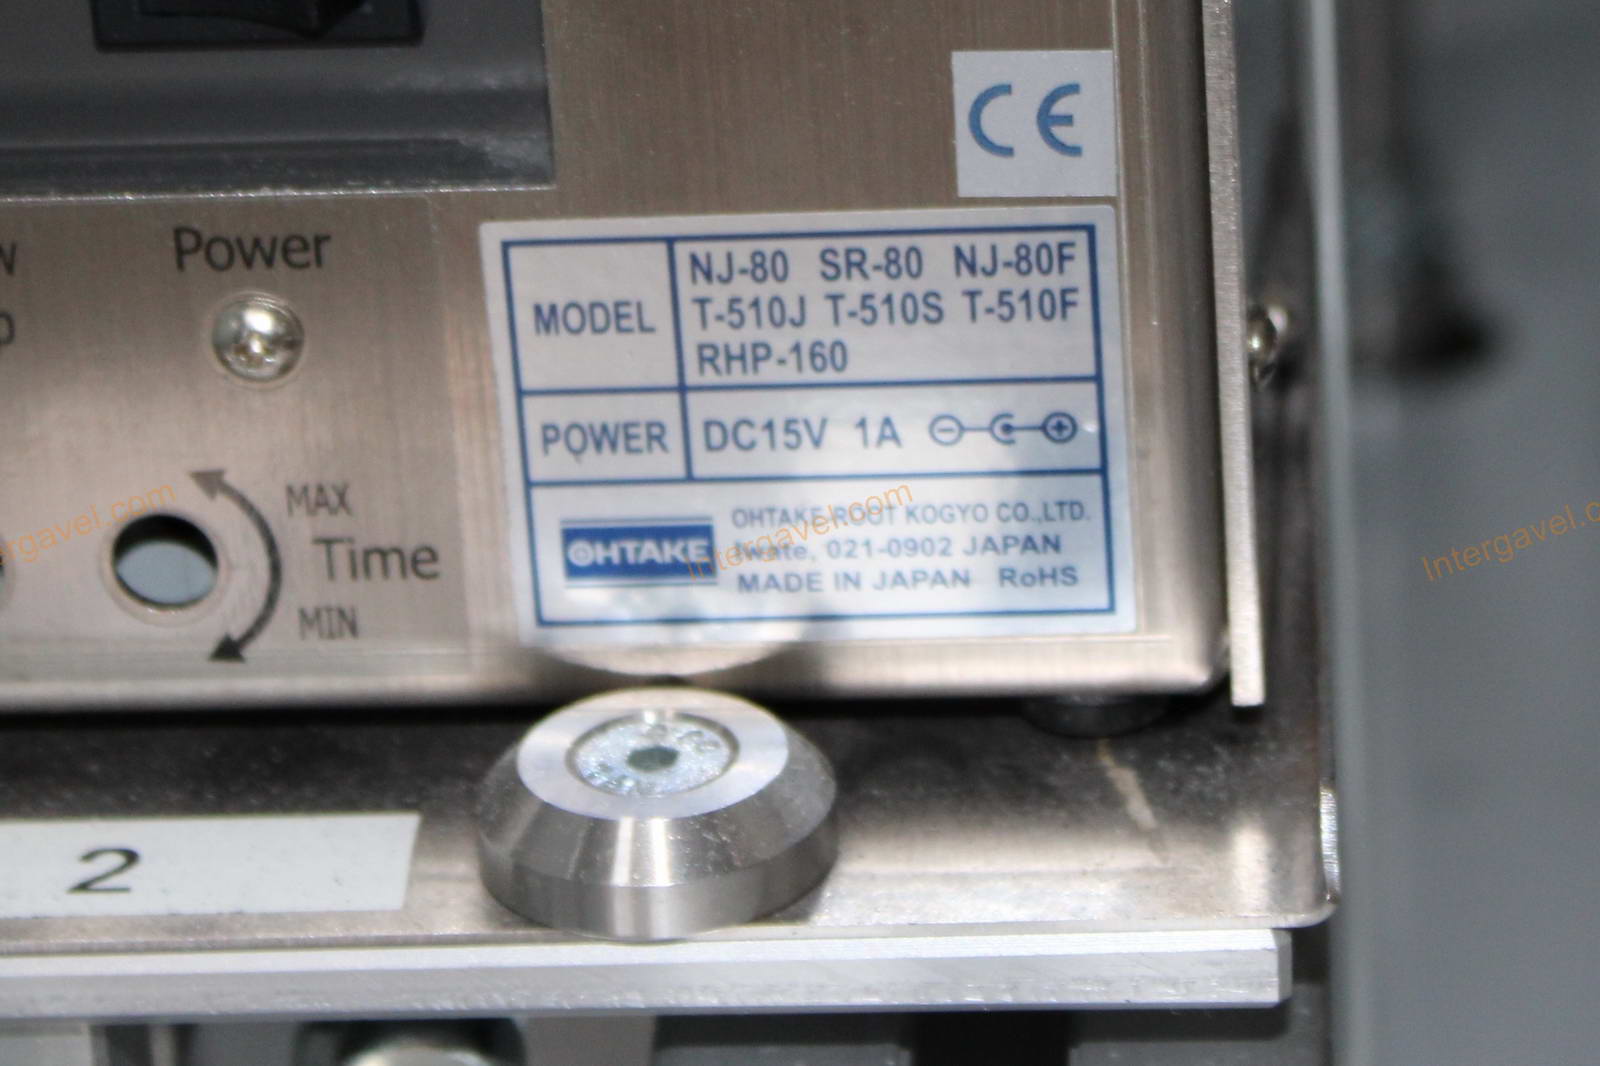 CE
Power
MODEL
NJ-80 SR-80 NJ-80F
T-510J T-510S T-510F
RHP-160
POWER
DC15V 1A
MAX
Time
MIN
OHTAKE
OHTAKE ROOT KOGYO CO.,LTD.
Iwate, 021-0902 JAPAN
MADE IN JAPAN RoHS
2
Intergavel.com
Intergavel.com